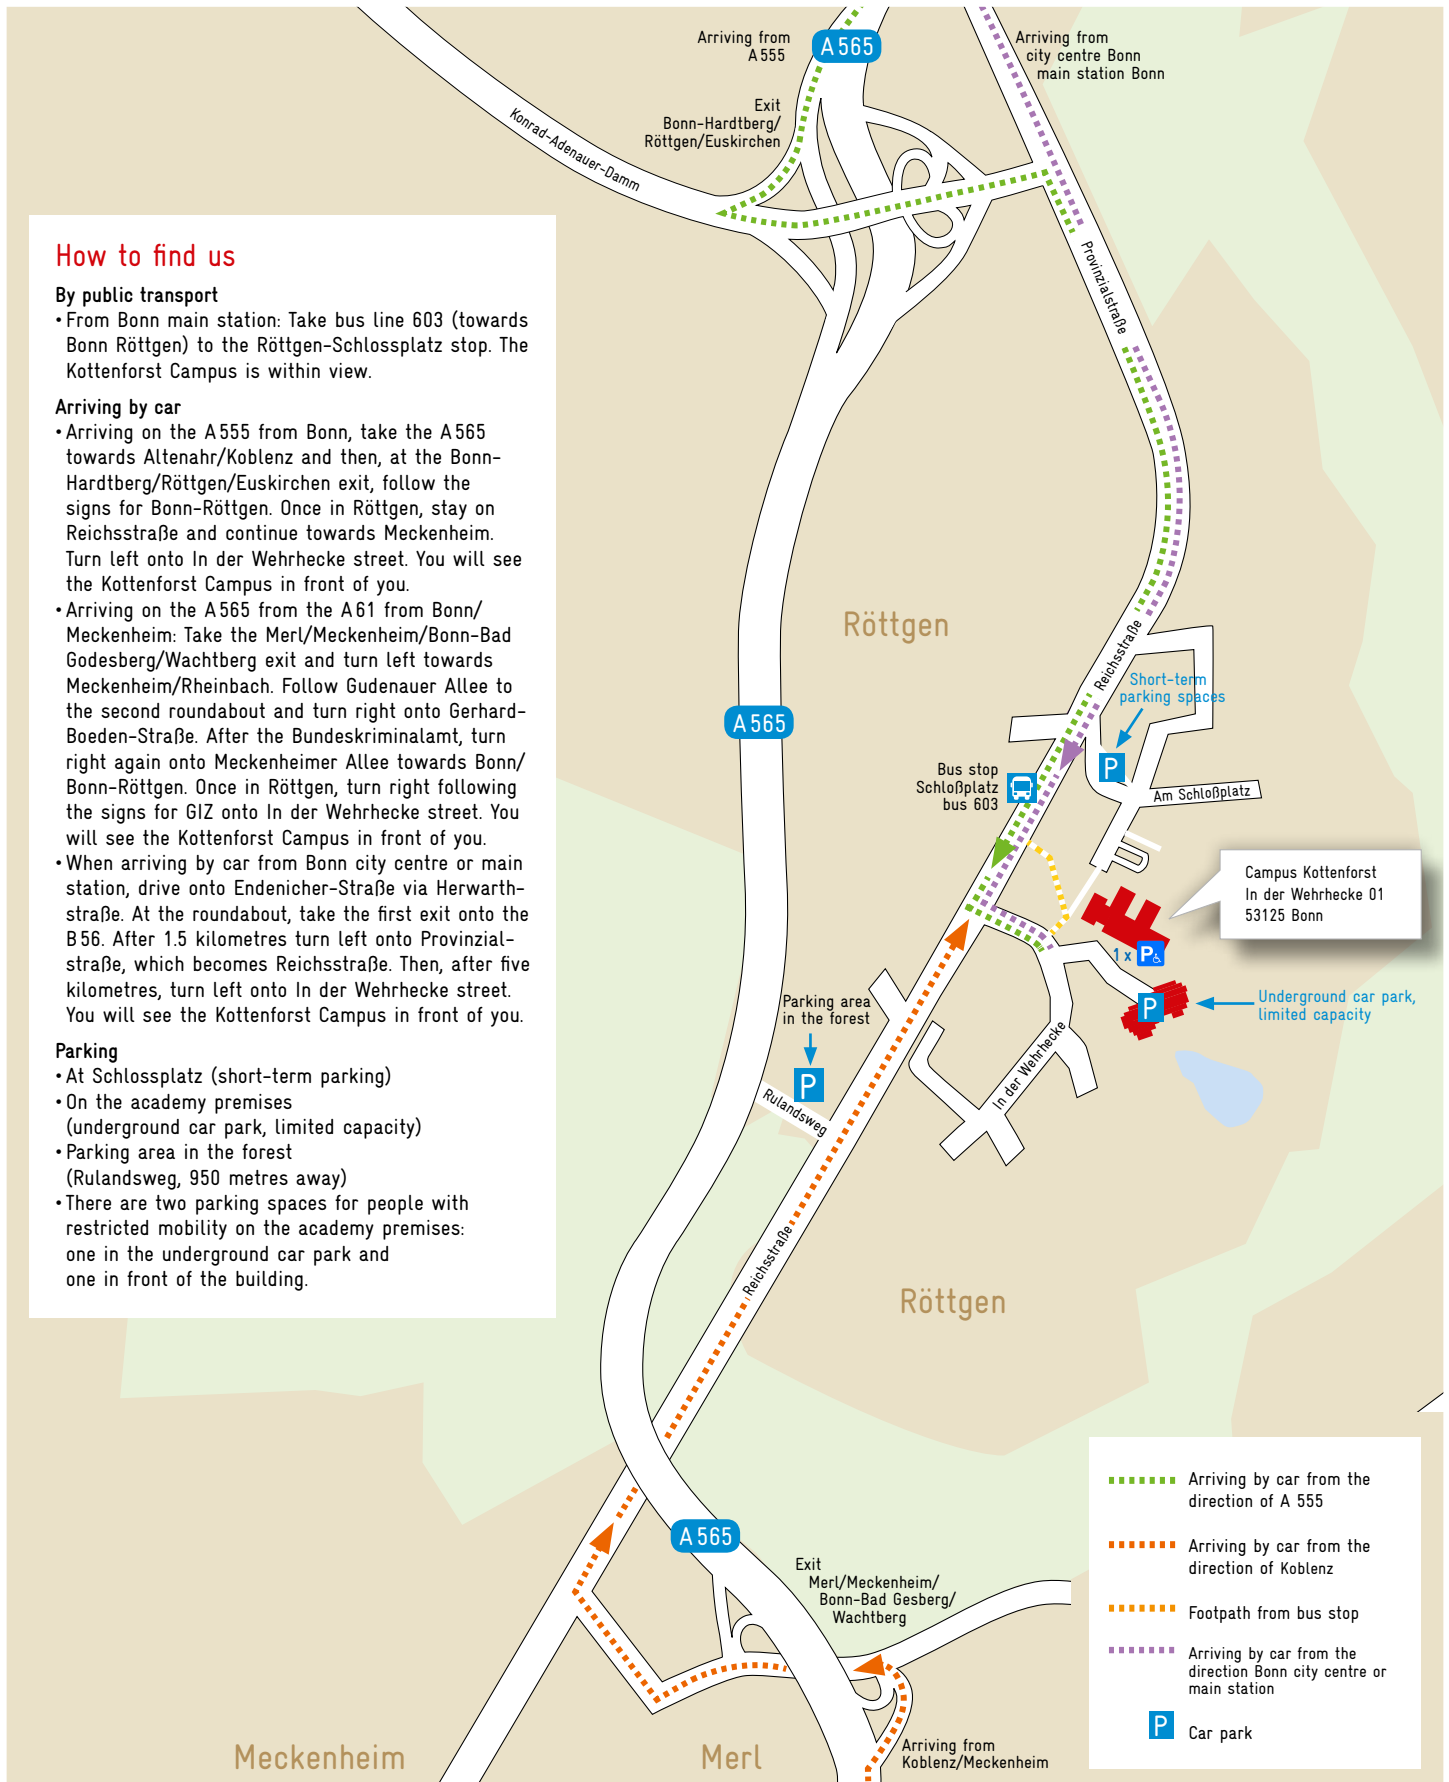 Arriving from
A 555
A 565
Arriving from
city centre Bonn
main station Bonn
Exit
Bonn-Hardtberg/
Röttgen/Euskirchen
Konrad-Adenauer-Damm
Provinzialstraße
How to find us
By public transport
• From Bonn main station: Take bus line 603 (towards
Bonn Röttgen) to the Röttgen-Schlossplatz stop. The
Kottenforst Campus is within view.
Arriving by car
• Arriving on the A 555 from Bonn, take the A 565
towards Altenahr/Koblenz and then, at the Bonn-
Hardtberg/Röttgen/Euskirchen exit, follow the
signs for Bonn-Röttgen. Once in Röttgen, stay on
Reichsstraße and continue towards Meckenheim.
Turn left onto In der Wehrhecke street. You will see
the Kottenforst Campus in front of you.
• Arriving on the A 565 from the A 61 from Bonn/
Meckenheim: Take the Merl/Meckenheim/Bonn-Bad
Godesberg/Wachtberg exit and turn left towards
Meckenheim/Rheinbach. Follow Gudenauer Allee to
the second roundabout and turn right onto Gerhard-
Boeden-Straße. After the Bundeskriminalamt, turn
right again onto Meckenheimer Allee towards Bonn/
Bonn-Röttgen. Once in Röttgen, turn right following
the signs for GIZ onto In der Wehrhecke street. You
will see the Kottenforst Campus in front of you.
• When arriving by car from Bonn city centre or main
station, drive onto Endenicher-Straße via Herwarth-
straße. At the roundabout, take the first exit onto the
B 56. After 1.5 kilometres turn left onto Provinzial-
straße, which becomes Reichsstraße. Then, after five
kilometres, turn left onto In der Wehrhecke street.
You will see the Kottenforst Campus in front of you.
Parking
• At Schlossplatz (short-term parking)
• On the academy premises
(underground car park, limited capacity)
• Parking area in the forest
(Rulandsweg, 950 metres away)
• There are two parking spaces for people with
restricted mobility on the academy premises:
one in the underground car park and
one in front of the building.
Röttgen
Reichsstraße
Short-term
parking spaces
P
A 565
Bus stop
Schloßplatz
bus 603
Am Schloßplatz
Campus Kottenforst
In der Wehrhecke 01
53125 Bonn
1 x P
P
Underground car park,
limited capacity
Parking area
in the forest
P
Rulandsweg
In der Wehrhecke
Reichsstraße
Röttgen
A 565
Exit
Merl/Meckenheim/
Bonn-Bad Gesberg/
Wachtberg
Arriving from
Koblenz/Meckenheim
Meckenheim
Merl
Arriving by car from the
direction of A 555
Arriving by car from the
direction of Koblenz
Footpath from bus stop
Arriving by car from the
direction Bonn city centre or
main station
P Car park